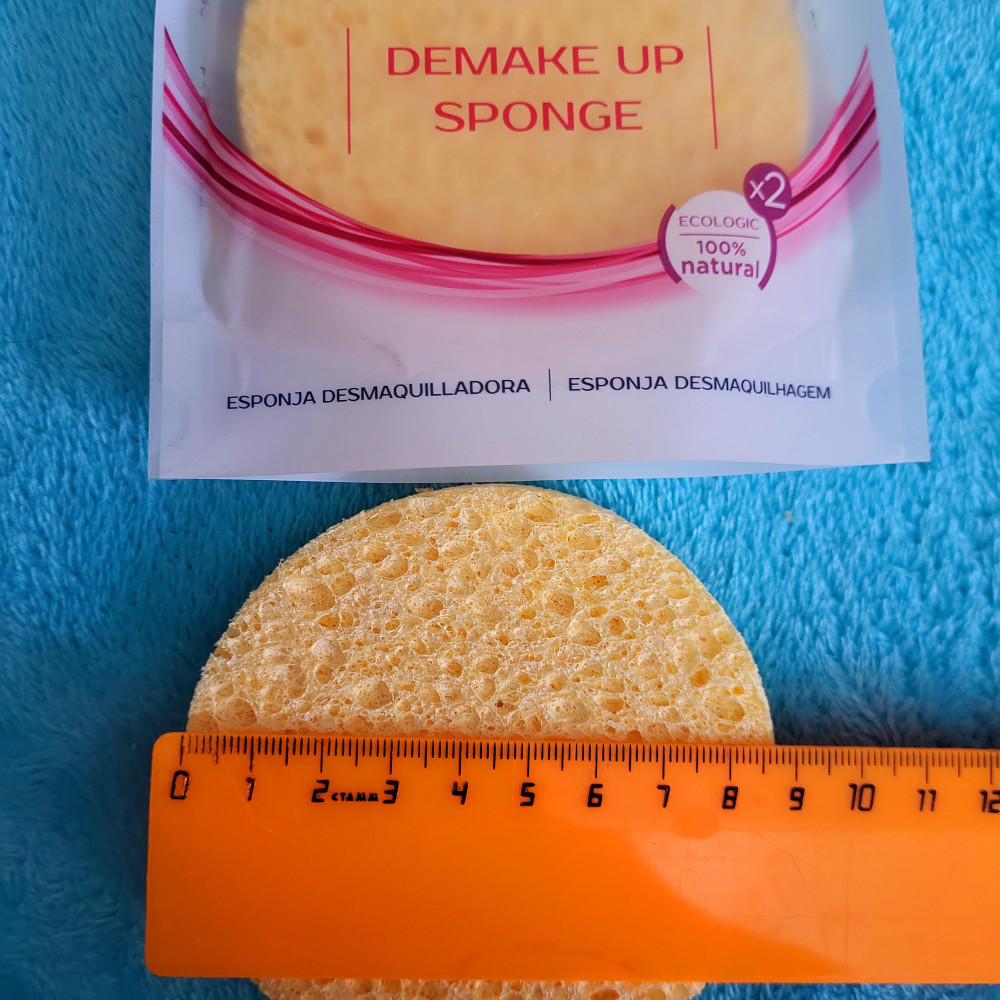 DEMAKE UP
SPONGE
x2
ECOLOGIC
100%
natural
ESPONJA DESMAQUILLADORA | ESPONJA DESMAQUILHAGEM
0 1 2 СТАММ 3 4 5 6 7 8 9 10 11 12